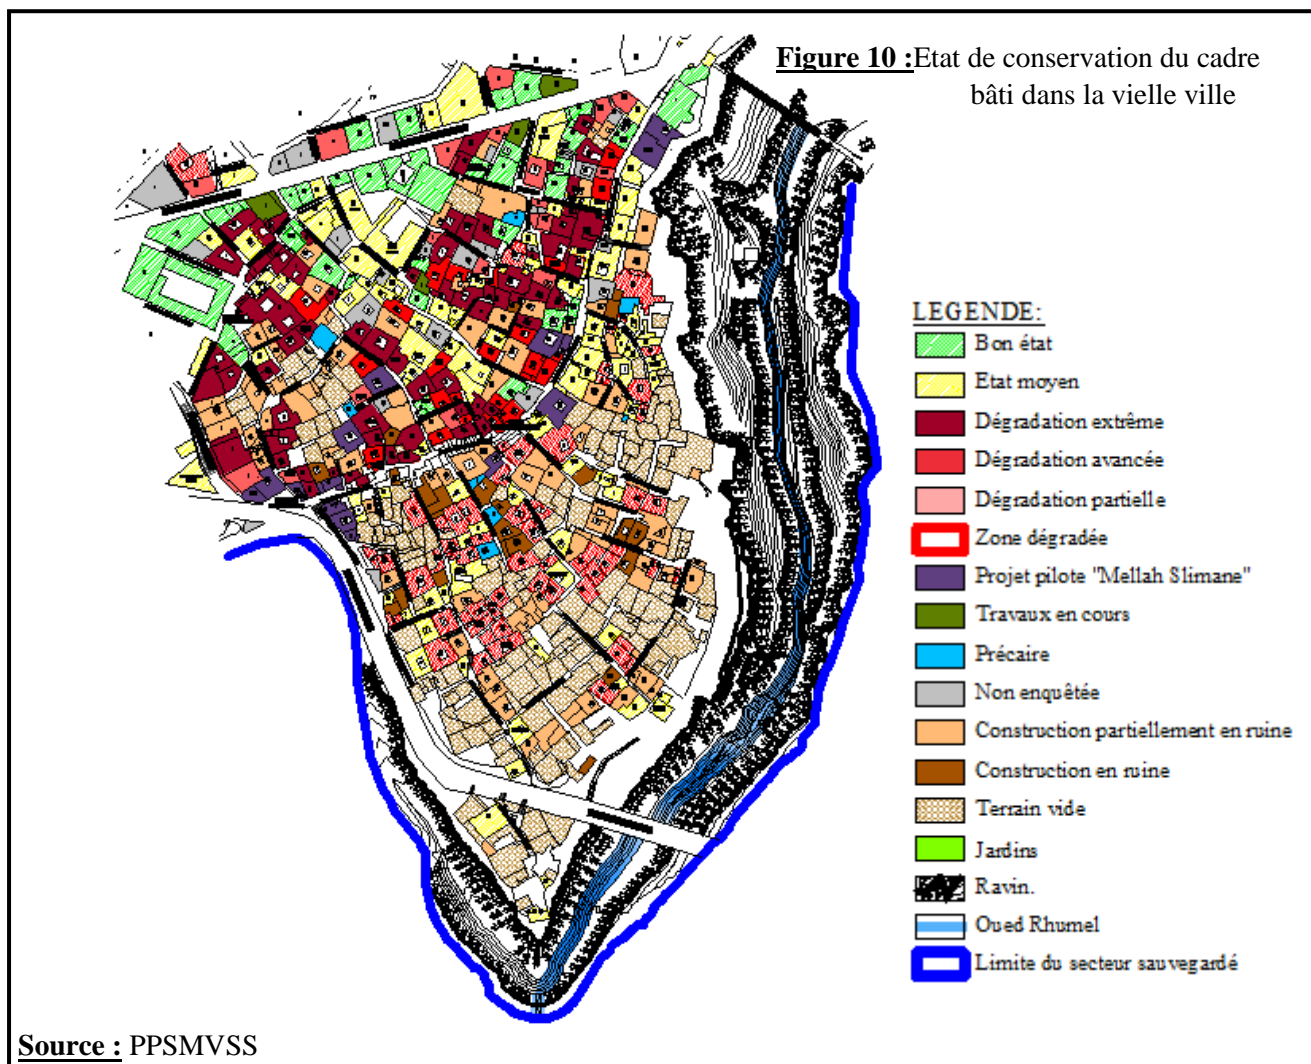 Figure 10 :Etat de conservation du cadre
bâti dans la vielle ville
LEGENDE:
Bon état
Etat moyen
Dégradation extrême
Dégradation avancée
Dégradation partielle
Zone dégradée
Projet pilote "Mellah Slimane"
Travaux en cours
Précaire
Non enquêtée
Construction partiellement en ruine
Construction en ruine
Terrain vide
Jardins
Ravin.
Oued Rhumel
Limite du secteur sauvegardé
Source : PPSMVSS